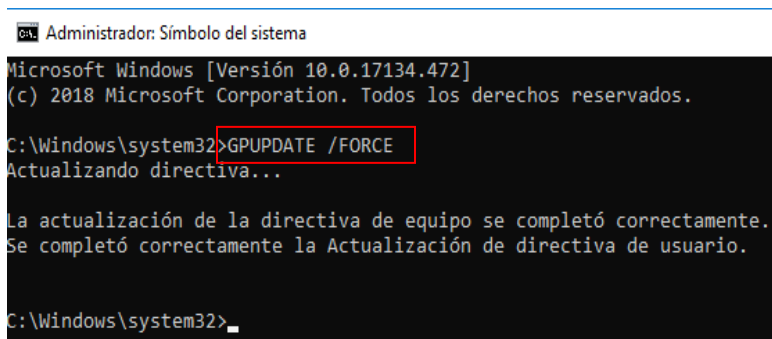 Administrador: Símbolo del sistema
Microsoft Windows [Versión 10.0.17134.472]
(c) 2018 Microsoft Corporation. Todos los derechos reservados.
C:\Windows\system32>GPUPDATE /FORCE
Actualizando directiva...
La actualización de la directiva de equipo se completó correctamente.
Se completó correctamente la Actualización de directiva de usuario.
C:\Windows\system32>